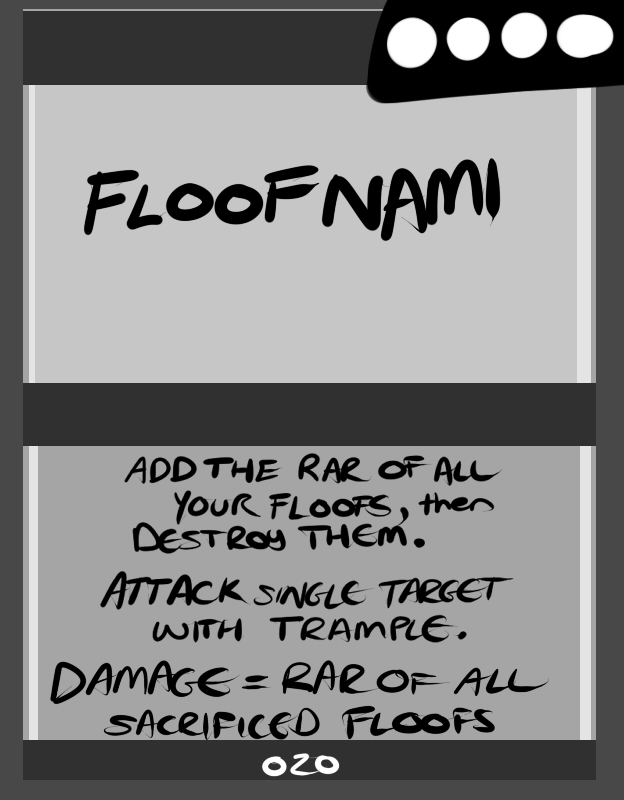 FLOOFNAMI
ADD THE RAR OF ALL
YOUR FLOOFS, then
DESTROY THEM.
ATTACK SINGLE TARGET
WITH TRAMPLE.
DAMAGE = RAR OF ALL
SACRIFICED FLOOFS
020